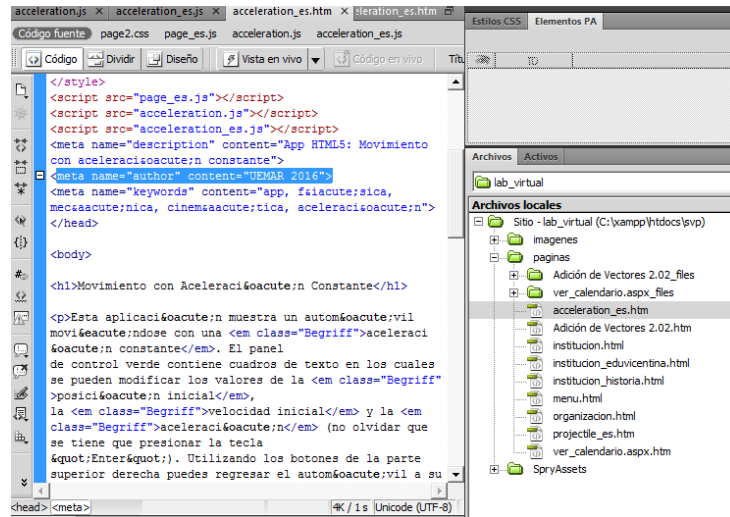 acceleration.js × acceleration_es.js × acceleration_es.htm × eleration_es.htm
Código fuente page2.css page_es.js acceleration.js acceleration_es.js
Código Dividir Diseño Vista en vivo Código en vivo Títu
</style>
<script src="page_es.js"></script>
<script src="acceleration.js"></script>
<script src="acceleration_es.js"></script>
<meta name="description" content="App HTML5: Movimiento
con aceleraci&oacute;n constante">
<meta name="author" content="UEMAR 2016">
<meta name="keywords" content="app, f&iacute;sica,
mec&aacute;nica, cinem&aacute;tica, aceleraci&oacute;n">
</head>
<body>
<h1>Movimiento con Aceleraci&oacute;n Constante</h1>
<p>Esta aplicaci&oacute;n muestra un autom&oacute;vil
movi&eacute;ndose con una <em class="Begriff">aceleraci
&oacute;n constante</em>. El panel
de control verde contiene cuadros de texto en los cuales
se pueden modificar los valores de la <em class="Begriff"
>posici&oacute;n inicial</em>,
la <em class="Begriff">velocidad inicial</em> y la <em
class="Begriff">aceleraci&oacute;n</em> (no olvidar que
se tiene que presionar la tecla
&quot;Enter&quot;). Utilizando los botones de la parte
superior derecha puedes regresar el autom&oacute;vil a su
<head> <meta> 4K / 1 s Unicode (UTF-8)
Estilos CSS Elementos PA
ID
Archivos Activos
lab_virtual
Archivos locales
Sitio - lab_virtual (C:\xampp\htdocs\svp)
imagenes
paginas
Adición de Vectores 2.02_files
ver_calendario.aspx_files
acceleration_es.htm
Adición de Vectores 2.02.htm
institucion.html
institucion_eduvicentina.html
institucion_historia.html
menu.html
organizacion.html
projectile_es.htm
ver_calendario.aspx.htm
SpryAssets